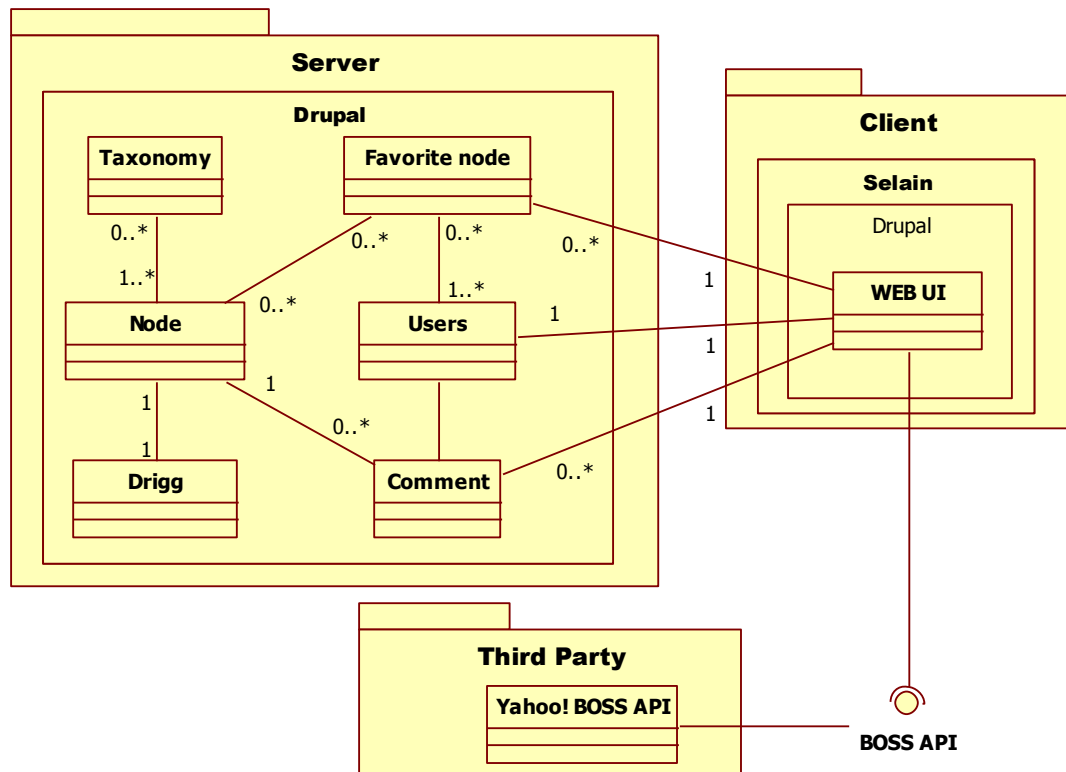 Server
Drupal
Taxonomy
Favorite node
0..*
0..*
0..*
0..*
1..*
0..*
1..*
1
Node
Users
1
WEB UI
1
1
1
0..*
1
1
0..*
Drigg
Comment
Client
Selain
Drupal
Third Party
Yahoo! BOSS API
BOSS API